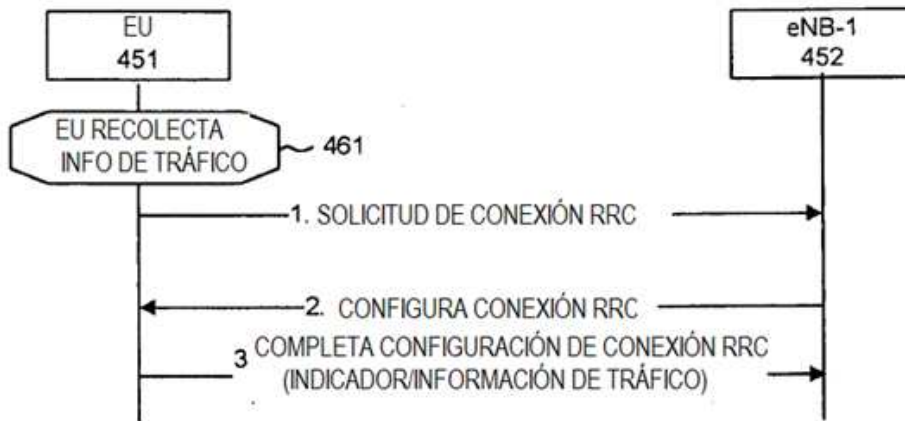 EU
451
eNB-1
452
EU RECOLECTA
INFO DE TRÁFICO
461
1. SOLICITUD DE CONEXIÓN RRC
2. CONFIGURA CONEXIÓN RRC
3 COMPLETA CONFIGURACIÓN DE CONEXIÓN RRC
(INDICADOR/INFORMACIÓN DE TRÁFICO)